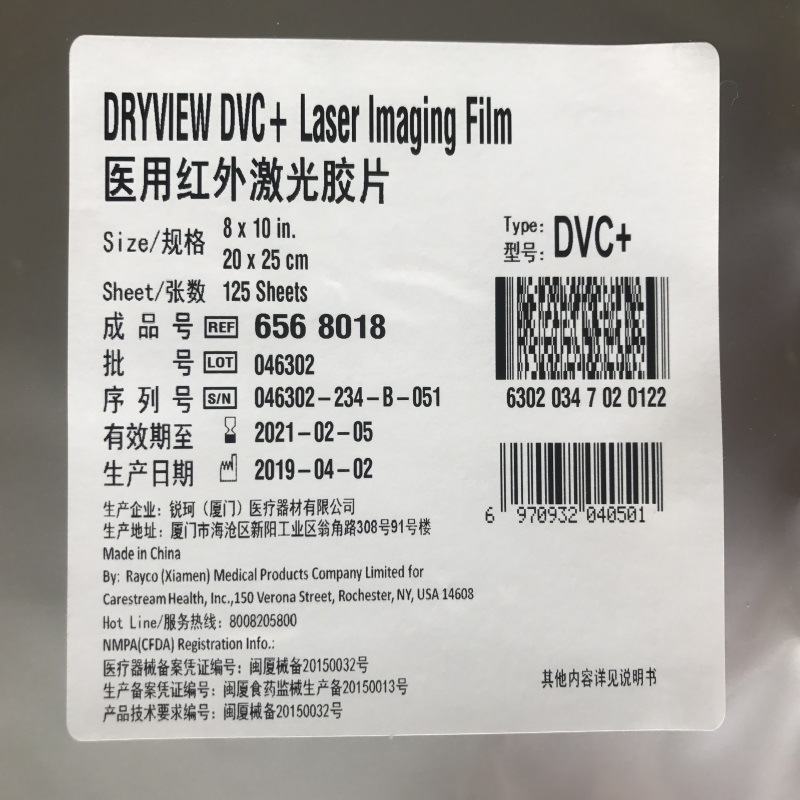 DRYVIEW DVC+ Laser Imaging Film
医用红外激光胶片
Size/规格 8 x 10 in.
20 x 25 cm
Sheet/张数 125 Sheets
Type:
型号: DVC+
成品号 REF 656 8018
批号 LOT 046302
序列号 S/N 046302-234-B-051
有效期至 2021-02-05
生产日期 2019-04-02
6302 034 7 02 0122
6 970932 040501
生产企业: 锐珂 (厦门) 医疗器材有限公司
生产地址: 厦门市海沧区新阳工业区翁角路308号91号楼
Made in China
By: Rayco (Xiamen) Medical Products Company Limited for
Carestream Health, Inc.,150 Verona Street, Rochester, NY, USA 14608
Hot Line/服务热线: 8008205800
NMPA(CFDA) Registration Info.:
医疗器械备案凭证编号: 闽厦械备20150032号
生产备案凭证编号: 闽厦食药监械生产备20150013号
产品技术要求编号: 闽厦械备20150032号
其他内容详见说明书